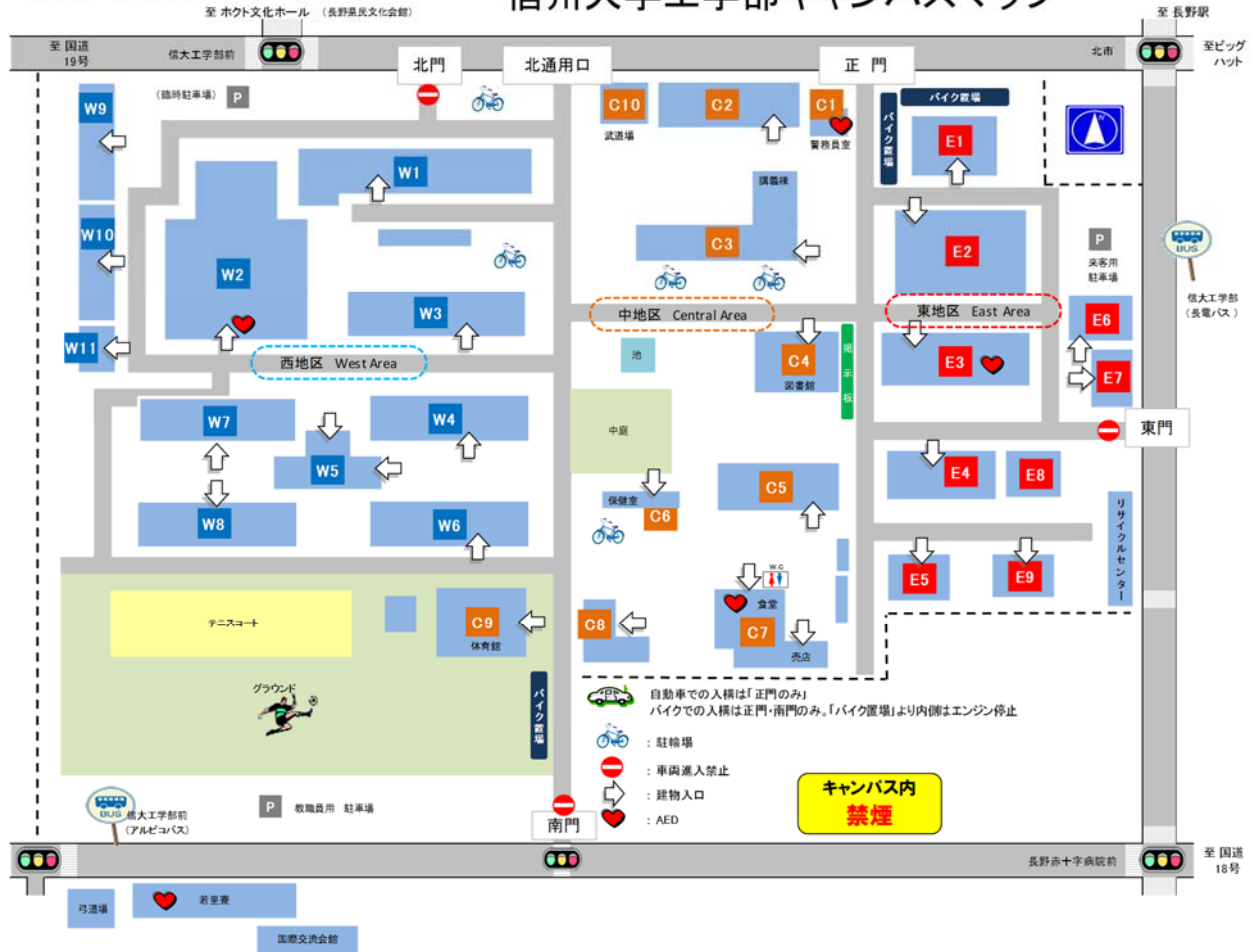 信州大学工学部キャンパスマップ
至 ホクト文化ホール （長野県民文化会館）
至 長野駅
至 国道
19号
信大工学部前
北市
至ビッグ
ハット
北門
北通用口
正 門
（臨時駐車場）
P
W9
C10
武道場
C2
C1
警務員室
バイク置場
バイク置場
E1
W1
講義棟
W10
W2
C3
E2
P
来客用
駐車場
BUS
信大工学部
（長電バス）
W3
W11
中地区 Central Area
東地区 East Area
E6
西地区 West Area
池
C4
図書館
掲示板
E3
E7
W7
W4
中庭
東門
W5
C5
E4
E8
W8
W6
保健室
C6
リサイクルセンター
W.C
E5
E9
テニスコート
C9
体育館
C8
食堂
C7
売店
グラウンド
バイク置場
自動車での入構は「正門のみ」
バイクでの入構は正門・南門のみ。「バイク置場」より内側はエンジン停止
：駐輪場
：車両進入禁止
：建物入口
：AED
キャンパス内
禁煙
BUS
信大工学部前
（アルピコバス）
P
教職員用 駐車場
南門
長野赤十字病院前
至 国道
18号
弓道場
若里寮
国際交流会館